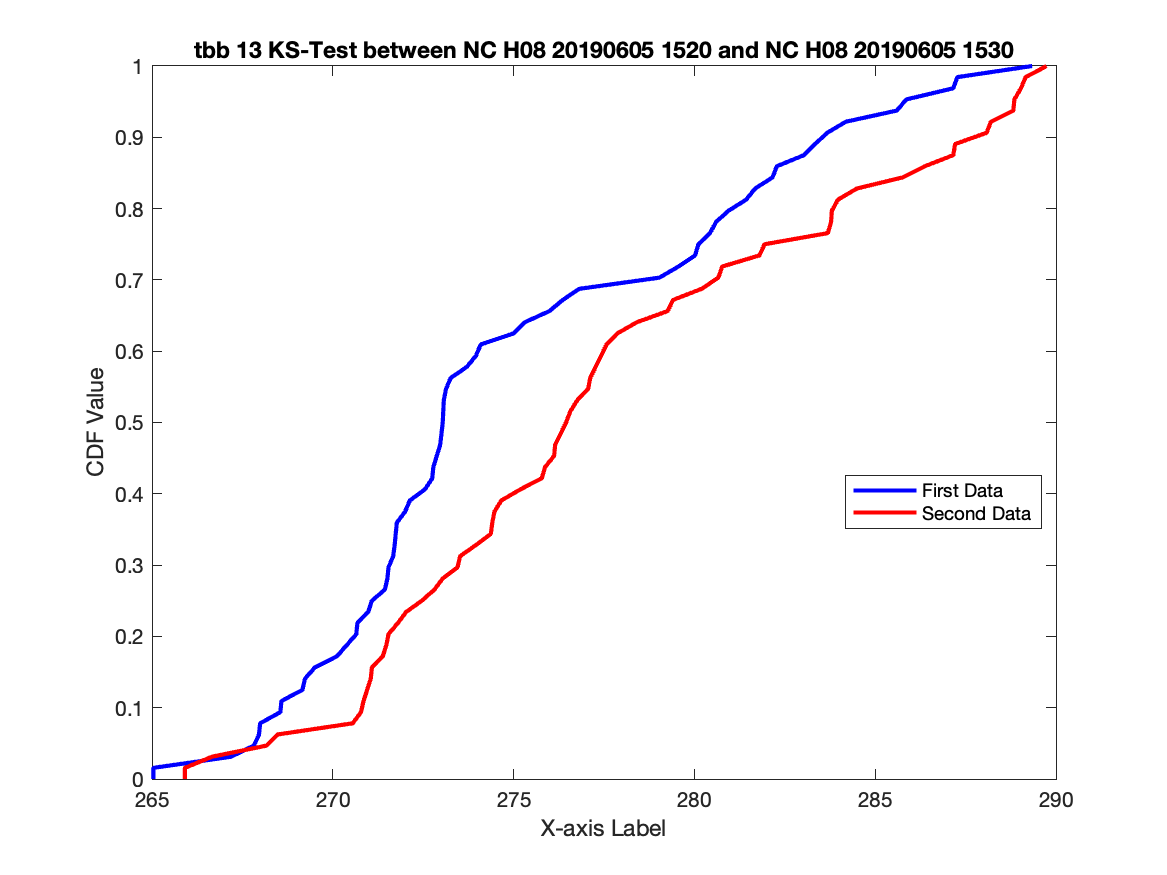 tbb 13 KS-Test between NC H08 20190605 1520 and NC H08 20190605 1530
1
0.9
0.8
0.7
0.6
0.5
0.4
0.3
0.2
0.1
0
CDF Value
First Data
Second Data
265 270 275 280 285 290
X-axis Label